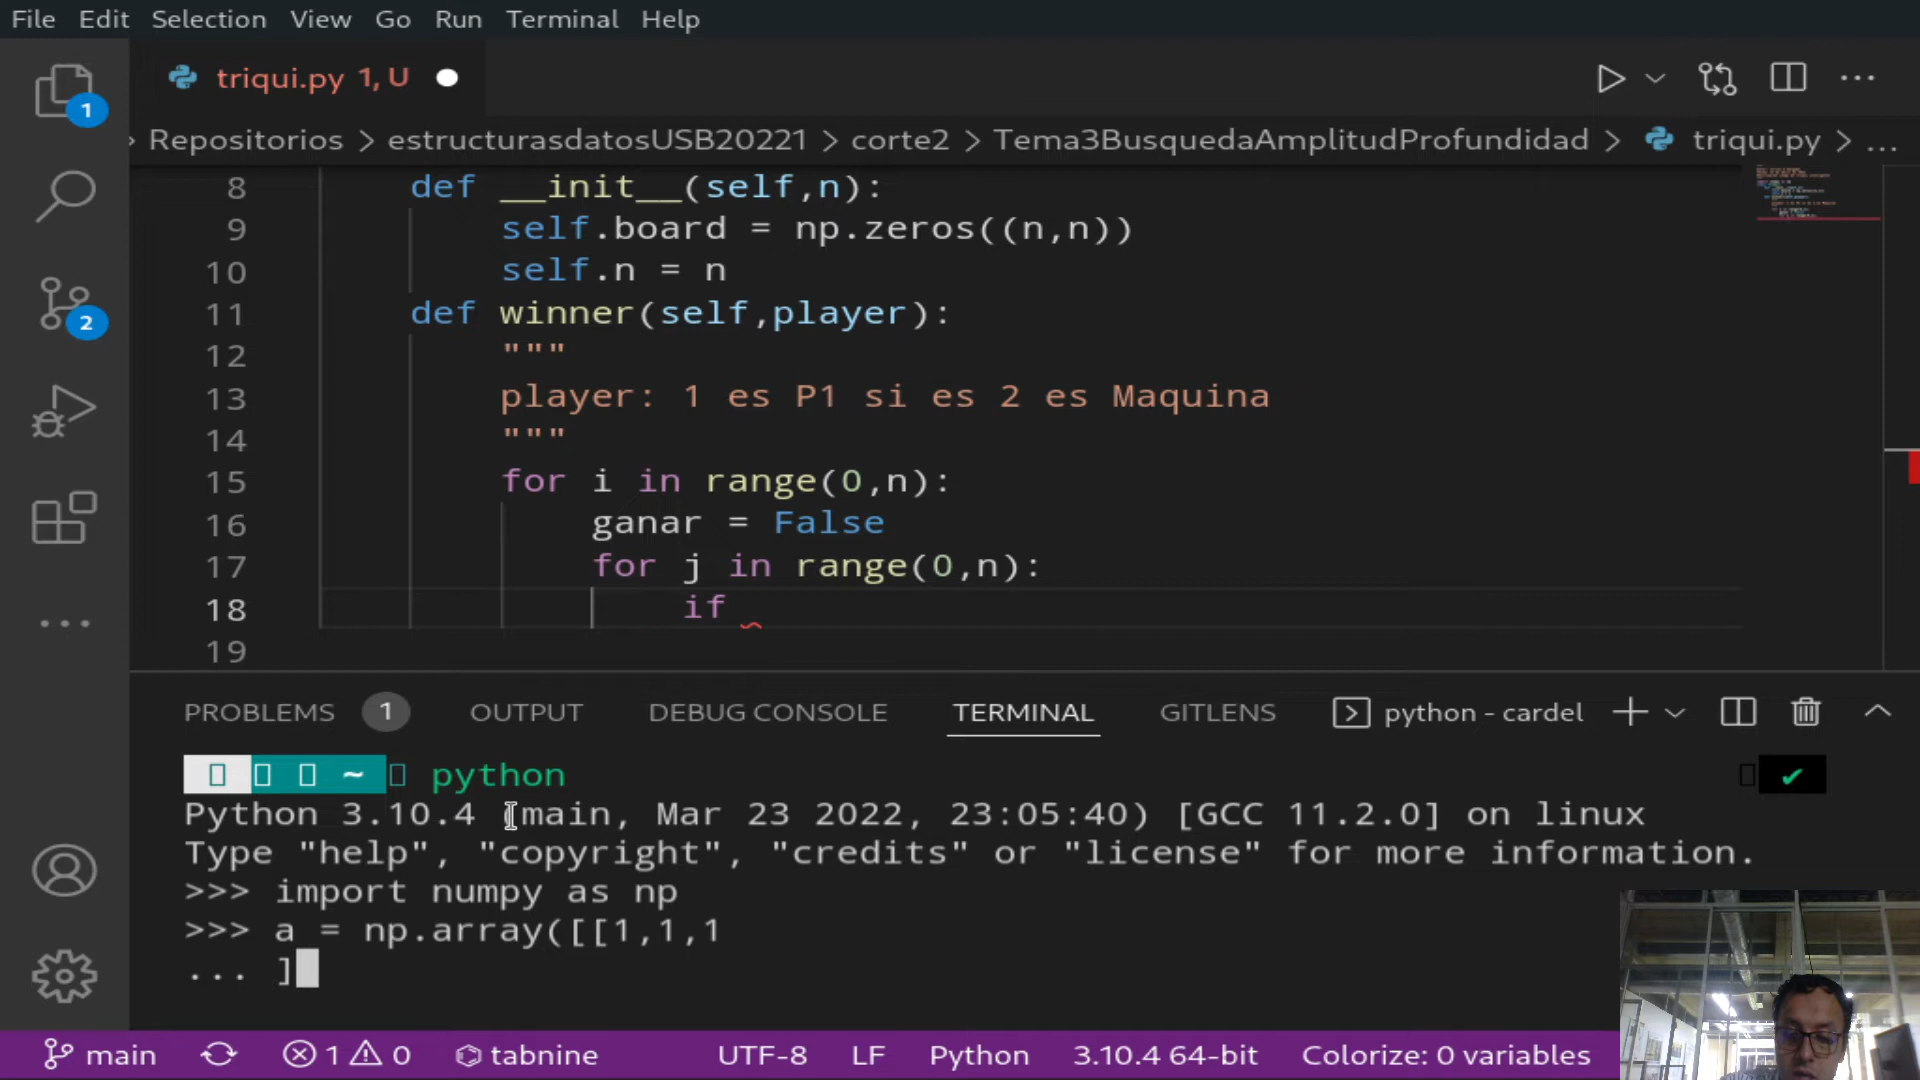 File Edit Selection View Go Run Terminal Help
triqui.py 1, U
1
Repositorios > estructurasdatosUSB20221 > corte2 > Tema3BusquedaAmplitudProfundidad > triqui.py > ...
8 def __init__(self,n):
9 self.board = np.zeros((n,n))
10 self.n = n
11 def winner(self,player):
12 """
13 player: 1 es P1 si es 2 es Maquina
14 """
15 for i in range(0,n):
16 ganar = False
17 for j in range(0,n):
18 if
19
2
PROBLEMS 1 OUTPUT DEBUG CONSOLE TERMINAL GITLENS python - cardel
~ python
Python 3.10.4 (main, Mar 23 2022, 23:05:40) [GCC 11.2.0] on linux
Type "help", "copyright", "credits" or "license" for more information.
>>> import numpy as np
>>> a = np.array([[1,1,1
... ]
main 1 0 tabnine UTF-8 LF Python 3.10.4 64-bit Colorize: 0 variables